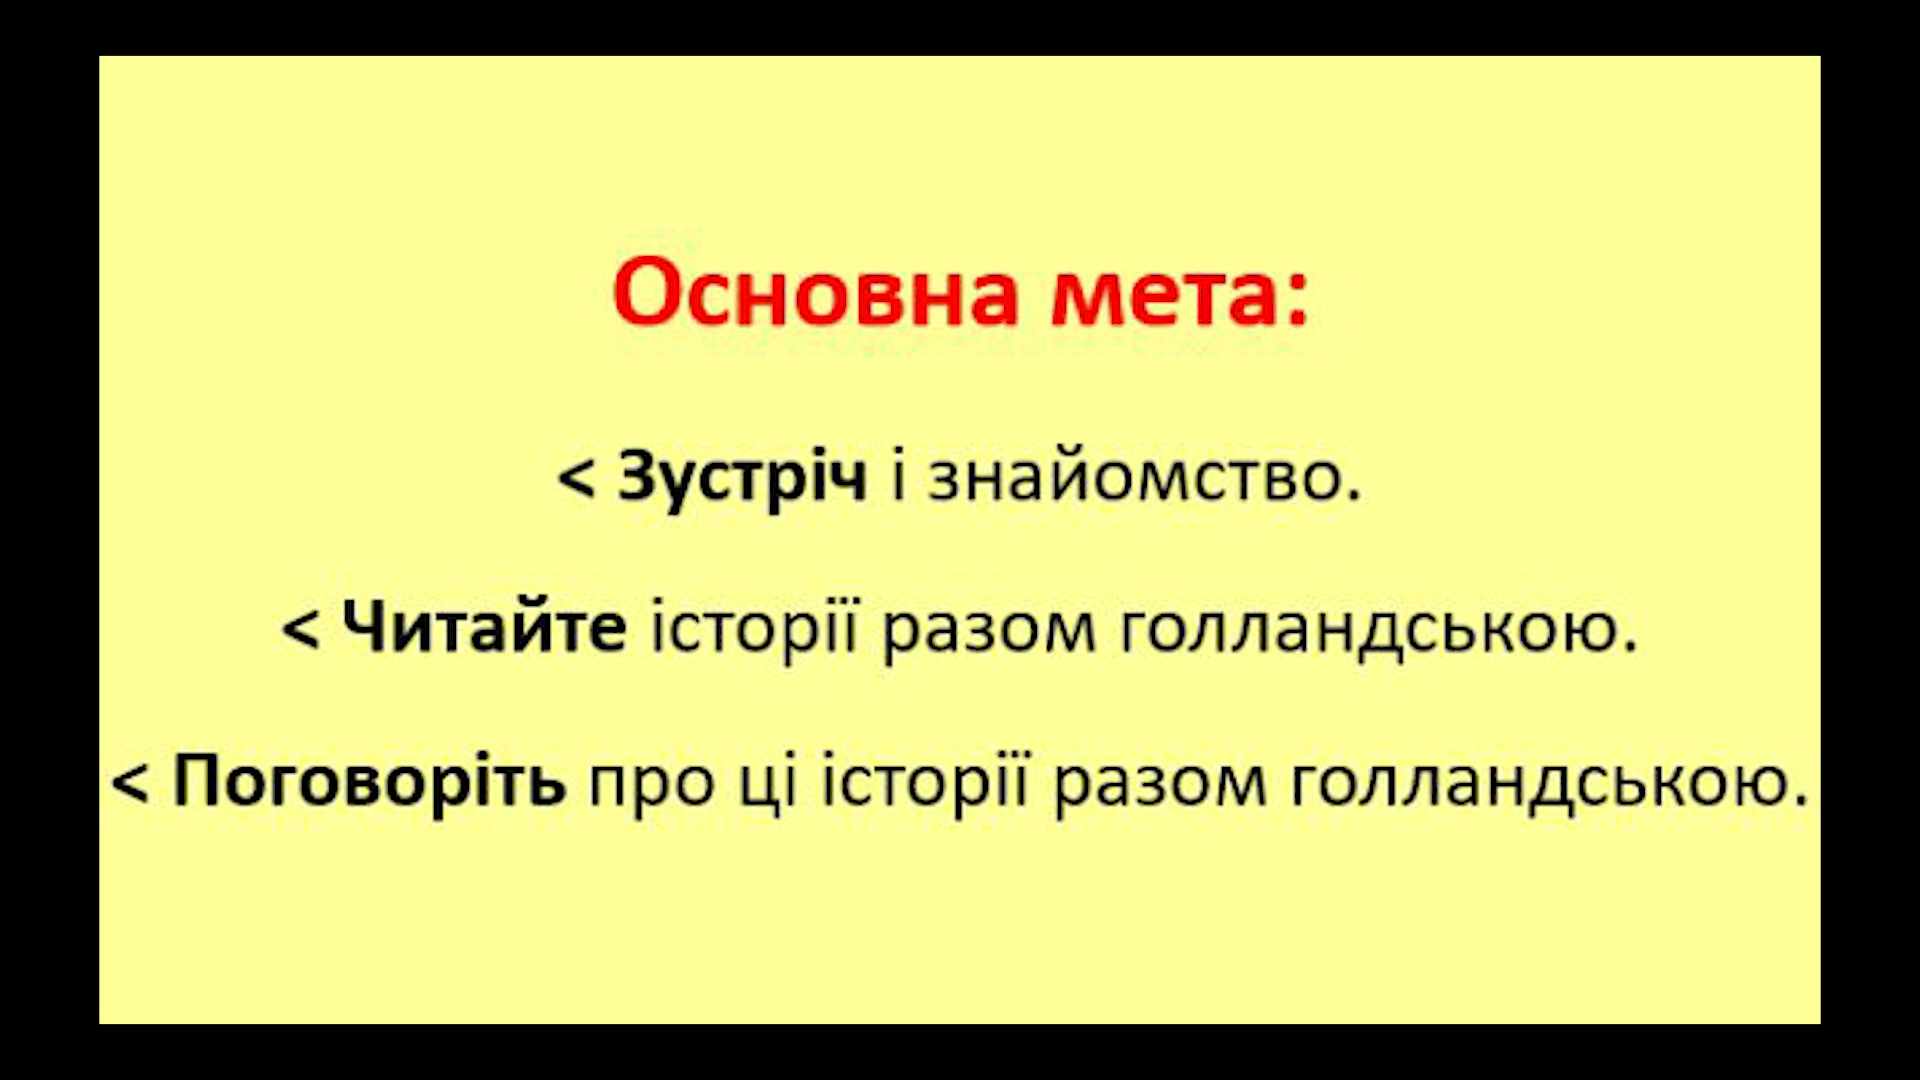 Основна мета:
< Зустріч і знайомство.
< Читайте історії разом голландською.
< Поговоріть про ці історії разом голландською.